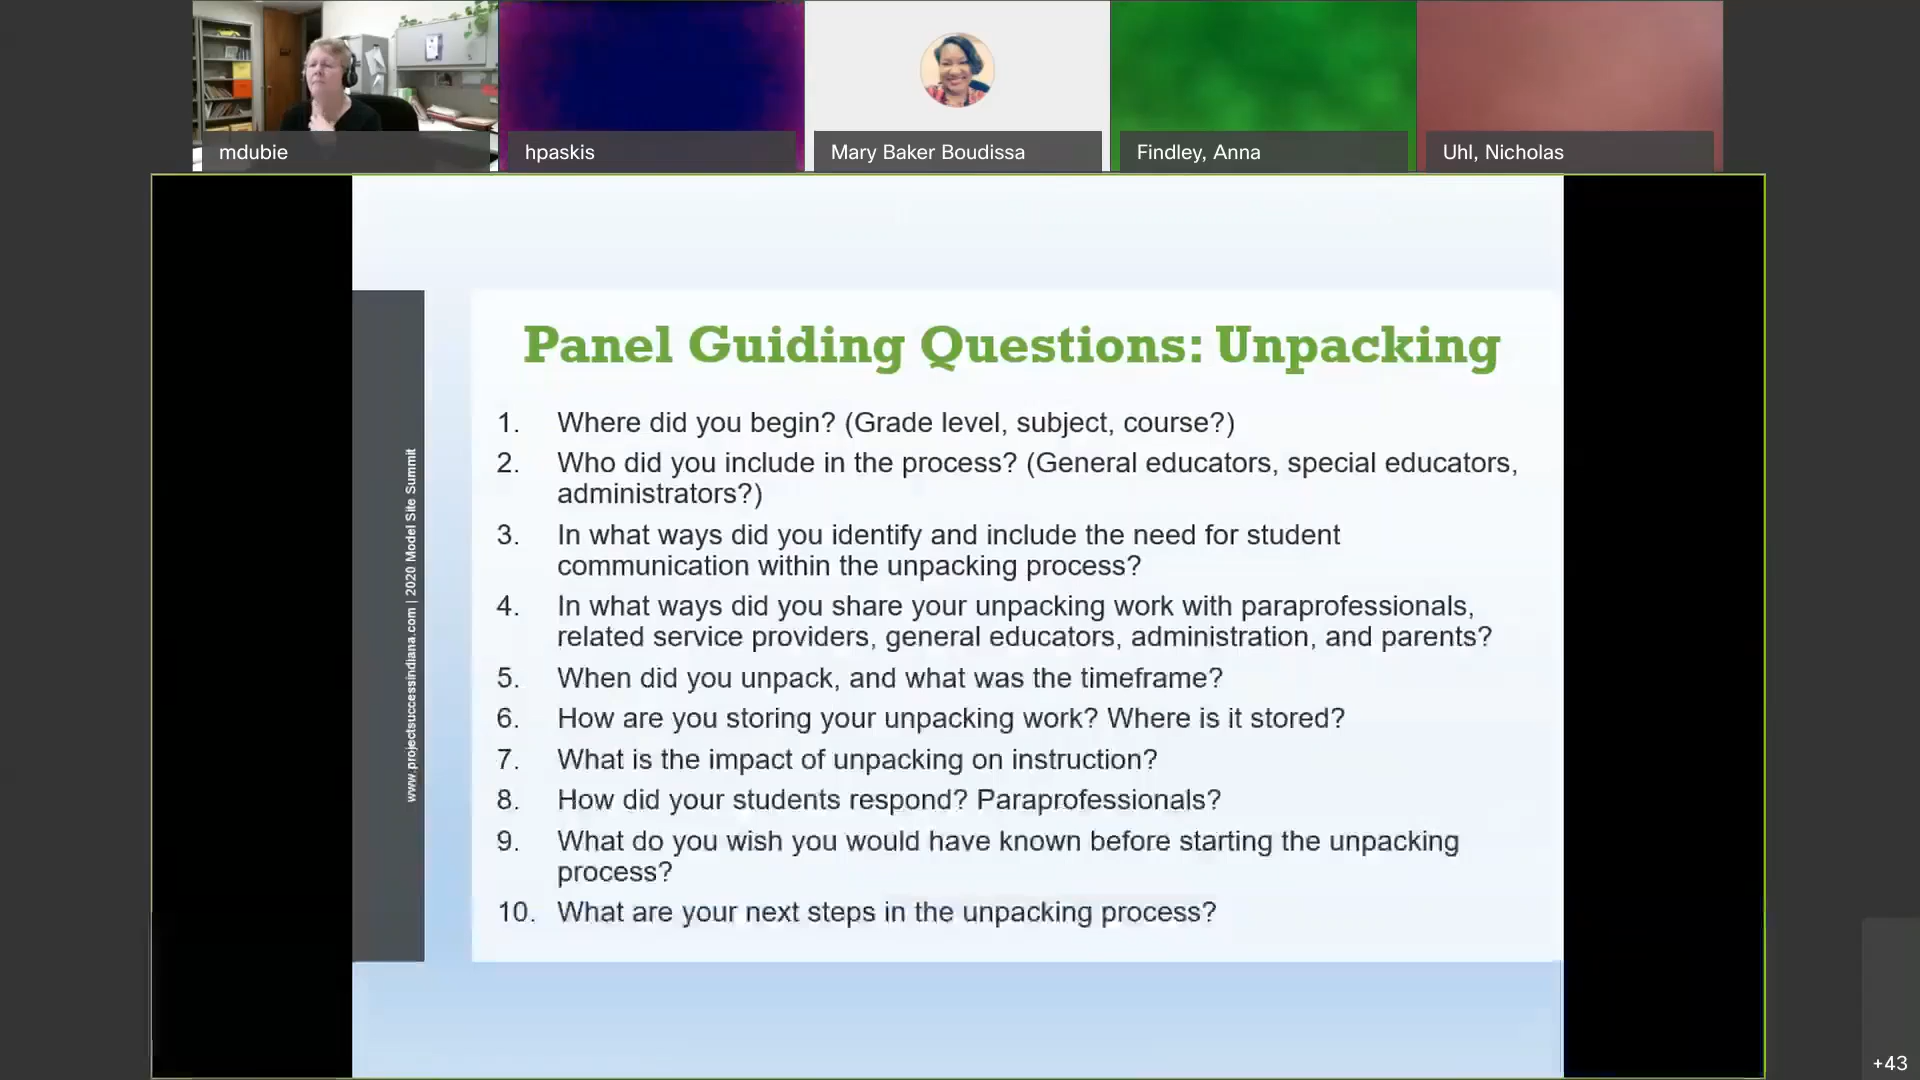 mdubie
hpaskis
Mary Baker Boudissa
Findley, Anna
Uhl, Nicholas
www.projectsuccessindiana.com | 2020 Model Site Summit
Panel Guiding Questions: Unpacking
1. Where did you begin? (Grade level, subject, course?)
2. Who did you include in the process? (General educators, special educators,
administrators?)
3. In what ways did you identify and include the need for student
communication within the unpacking process?
4. In what ways did you share your unpacking work with paraprofessionals,
related service providers, general educators, administration, and parents?
5. When did you unpack, and what was the timeframe?
6. How are you storing your unpacking work? Where is it stored?
7. What is the impact of unpacking on instruction?
8. How did your students respond? Paraprofessionals?
9. What do you wish you would have known before starting the unpacking
process?
10. What are your next steps in the unpacking process?
+43